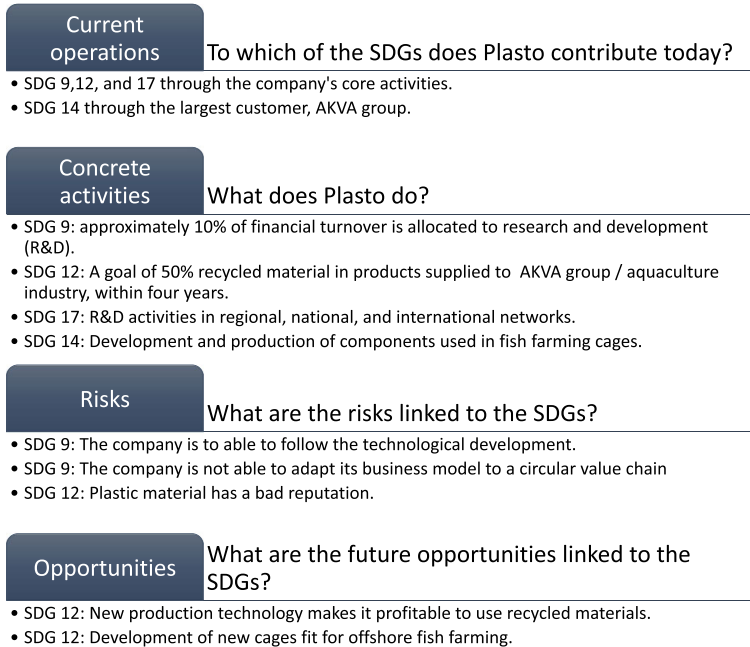 Current
operations
To which of the SDGs does Plasto contribute today?
• SDG 9,12, and 17 through the company's core activities.
• SDG 14 through the largest customer, AKVA group.
Concrete
activities
What does Plasto do?
• SDG 9: approximately 10% of financial turnover is allocated to research and development
(R&D).
• SDG 12: A goal of 50% recycled material in products supplied to  AKVA group / aquaculture
industry, within four years.
• SDG 17: R&D activities in regional, national, and international networks.
• SDG 14: Development and production of components used in fish farming cages.
Risks
What are the risks linked to the SDGs?
• SDG 9: The company is to able to follow the technological development.
• SDG 9: The company is not able to adapt its business model to a circular value chain
• SDG 12: Plastic material has a bad reputation.
Opportunities
What are the future opportunities linked to the
SDGs?
• SDG 12: New production technology makes it profitable to use recycled materials.
• SDG 12: Development of new cages fit for offshore fish farming.